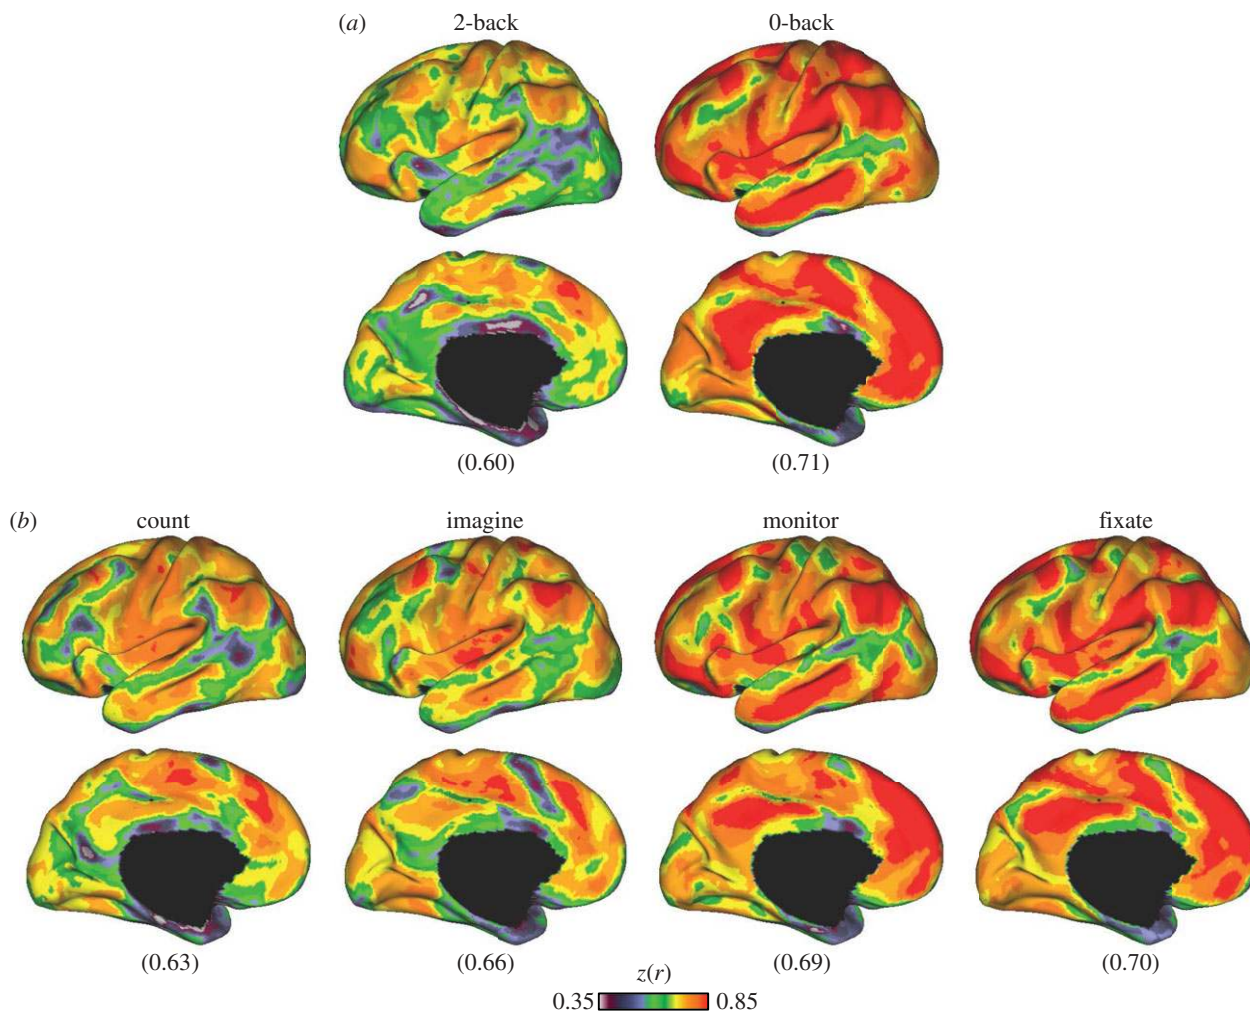 (a) 2-back 0-back
(0.60) (0.71)
(b) count imagine monitor fixate
(0.63) (0.66) (0.69) (0.70)
z(r)
0.35 0.85